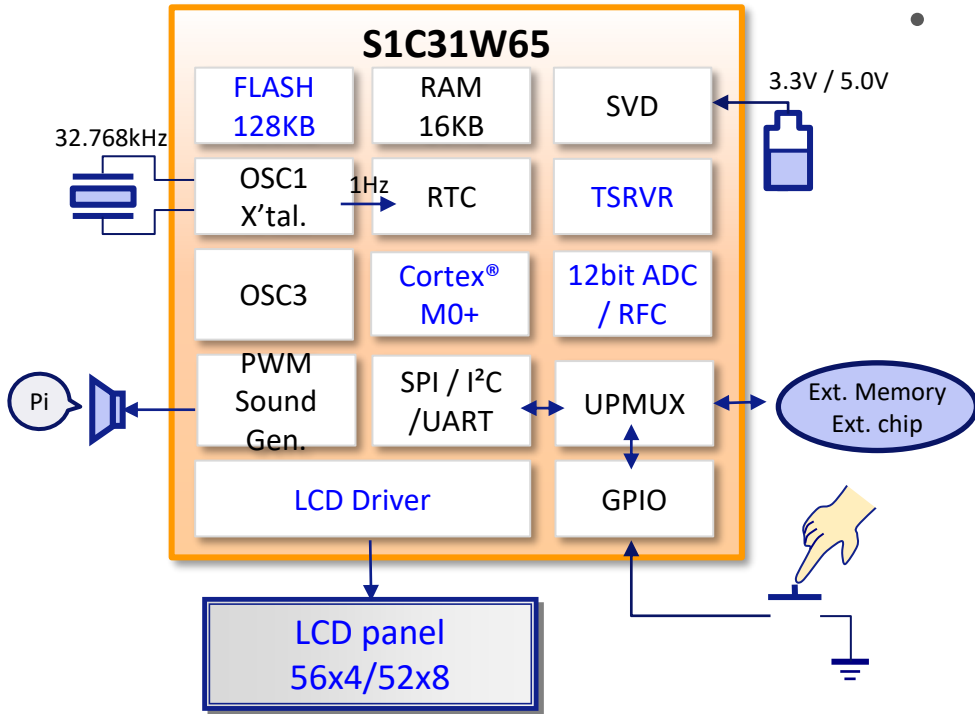 S1C31W65
FLASH
128KB
RAM
16KB
SVD
3.3V / 5.0V
32.768kHz
OSC1
X'tal.
1Hz
RTC
TSRVR
OSC3
Cortex®
M0+
12bit ADC
/ RFC
Pi
PWM
Sound
Gen.
SPI / I²C
/UART
UPMUX
Ext. Memory
Ext. chip
LCD Driver
GPIO
LCD panel
56x4/52x8